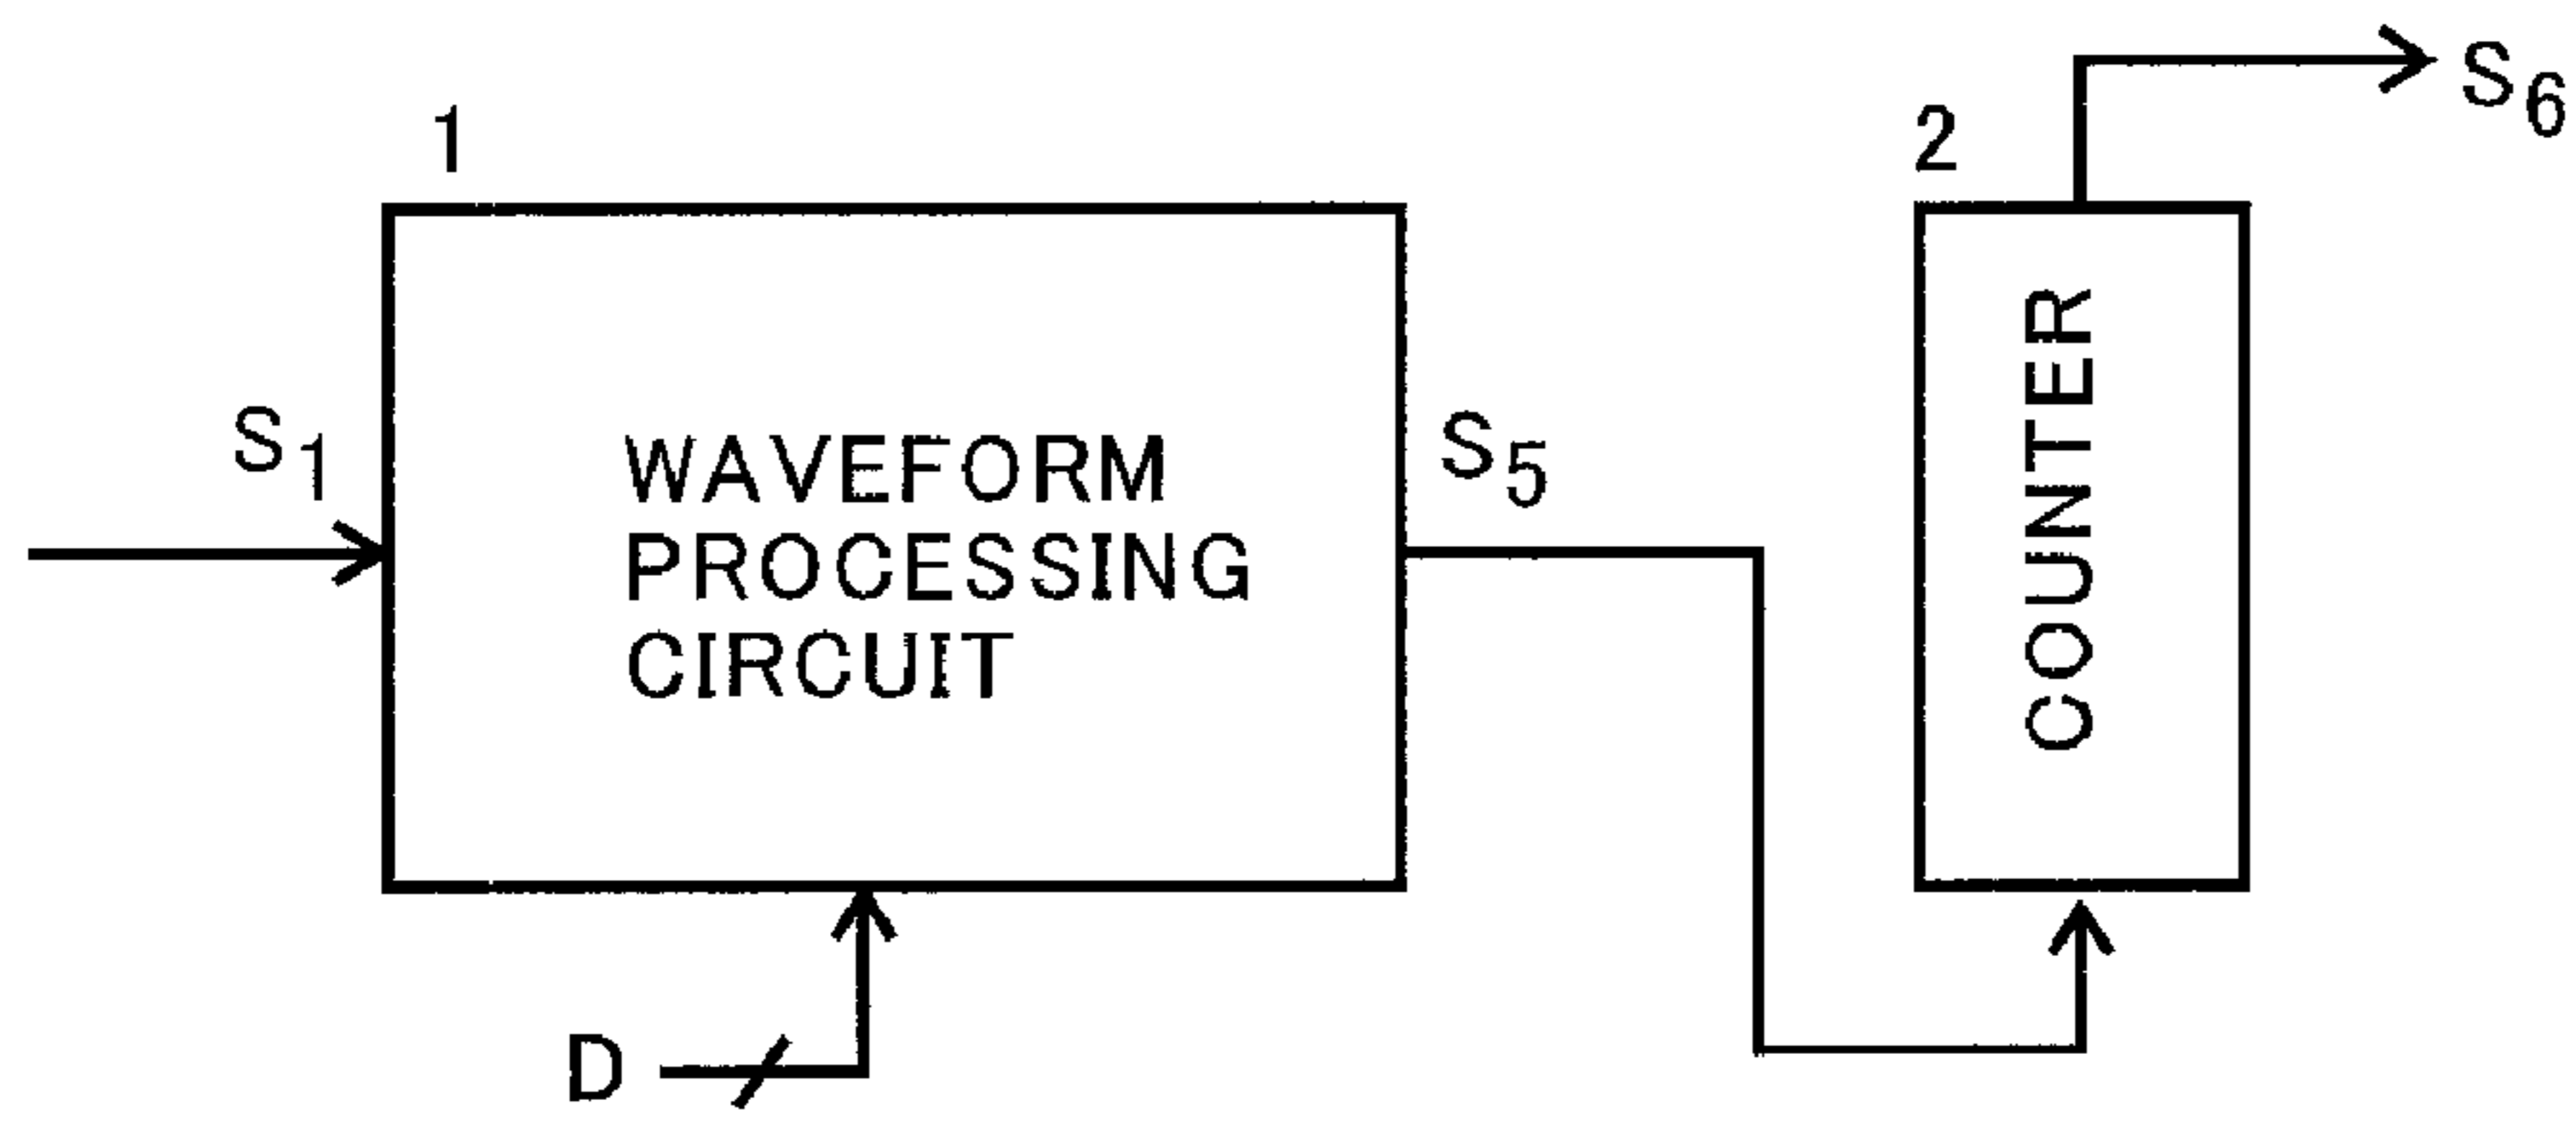 S6
1
2
S1
WAVEFORM
PROCESSING
CIRCUIT
S5
COUNTER
D